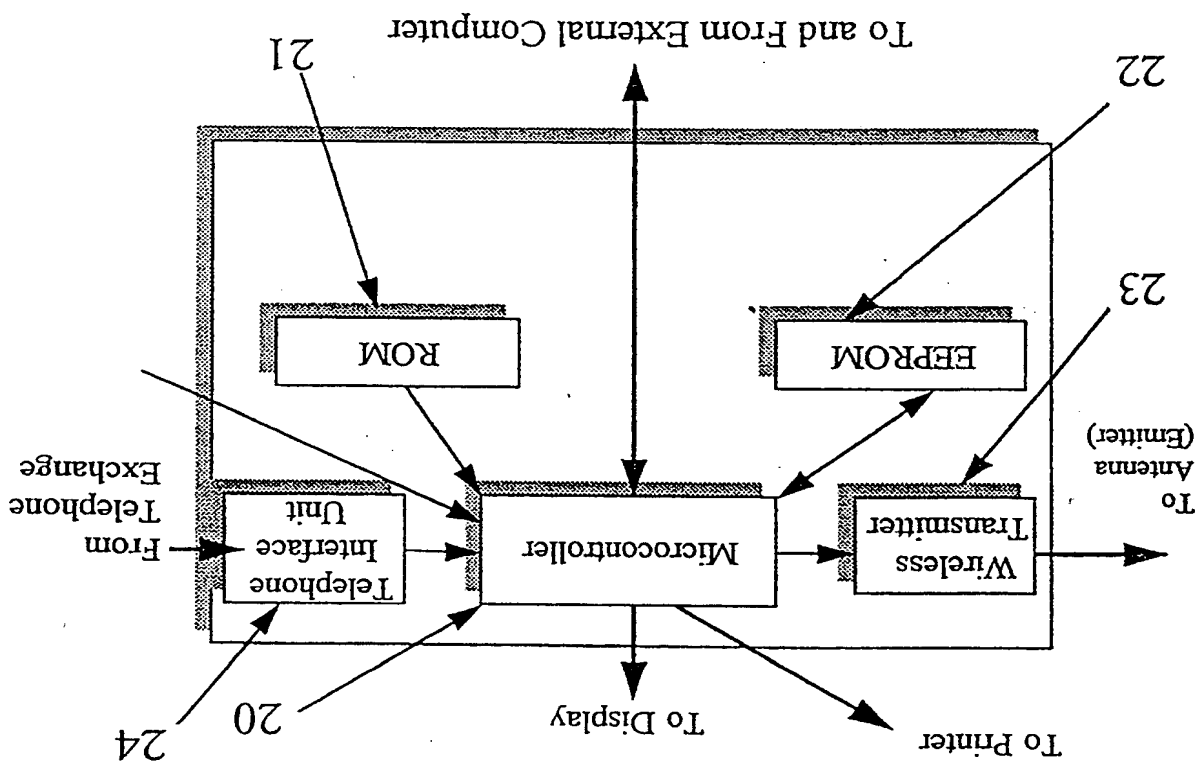 To Printer
To Display
20
24
To
Antenna
(Emitter)
Wireless
Transmitter
Microcontroller
Telephone
Interface
Unit
From
Telephone
Exchange
EEPROM
ROM
23
22
21
To and From External Computer